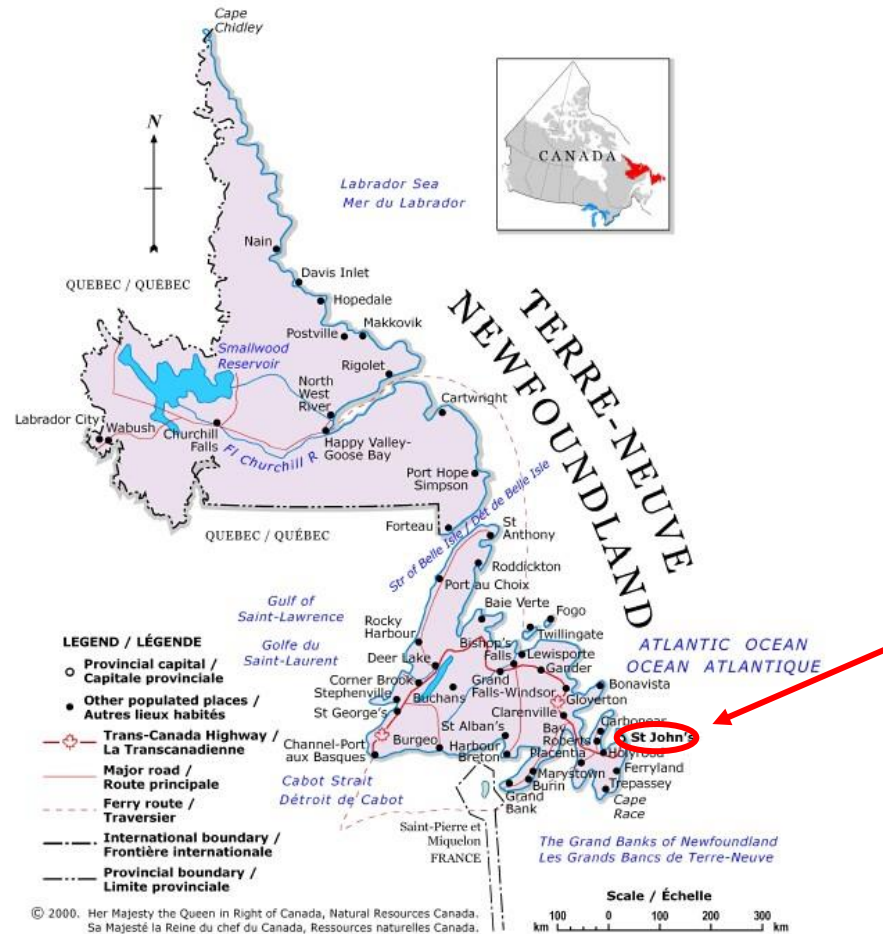 Cape
Chidley
N
CANADA
Labrador Sea
Mer du Labrador
Nain
Davis Inlet
QUEBEC / QUÉBEC
Hopedale
Postville
Makkovik
Smallwood
Reservoir
Rigolet
North
West
River
Cartwright
Labrador City
Wabush
Churchill
Falls
Fl Churchill R
Happy Valley-
Goose Bay
Port Hope
Simpson
TERRE-NEUVE
NEWFOUNDLAND
Forteau
QUEBEC / QUÉBEC
Str of Belle Isle / Dét de Belle Isle
St
Anthony
Roddickton
Port au Choix
Gulf of
Saint-Lawrence
Golfe du
Saint-Laurent
Baie Verte
Fogo
Twillingate
Rocky
Harbour
Bishop's
Falls
Lewisporte
ATLANTIC OCEAN
OCEAN ATLANTIQUE
Deer Lake
Gander
Corner Brook
Grand
Falls-Windsor
Bonavista
Stephenville
Buchans
Gloverton
St George's
Clarenville
Carbonear
St Alban's
Bay
Roberts
St John's
Channel-Port
aux Basques
Burgeo
Harbour
Breton
Placentia
Holyrood
Marystown
Ferryland
Burin
Trepassey
Grand
Bank
Cape
Race
Cabot Strait
Détroit de Cabot
Saint-Pierre et
Miquelon
FRANCE
The Grand Banks of Newfoundland
Les Grands Bancs de Terre-Neuve
LEGEND / LÉGENDE
Provincial capital /
Capitale provinciale
Other populated places /
Autres lieux habités
Trans-Canada Highway /
La Transcanadienne
Major road /
Route principale
Ferry route /
Traversier
International boundary /
Frontière internationale
Provincial boundary /
Limite provinciale
Scale / Échelle
100 0 100 200 300
km km
© 2000. Her Majesty the Queen in Right of Canada, Natural Resources Canada.
Sa Majesté la Reine du chef du Canada, Ressources naturelles Canada.